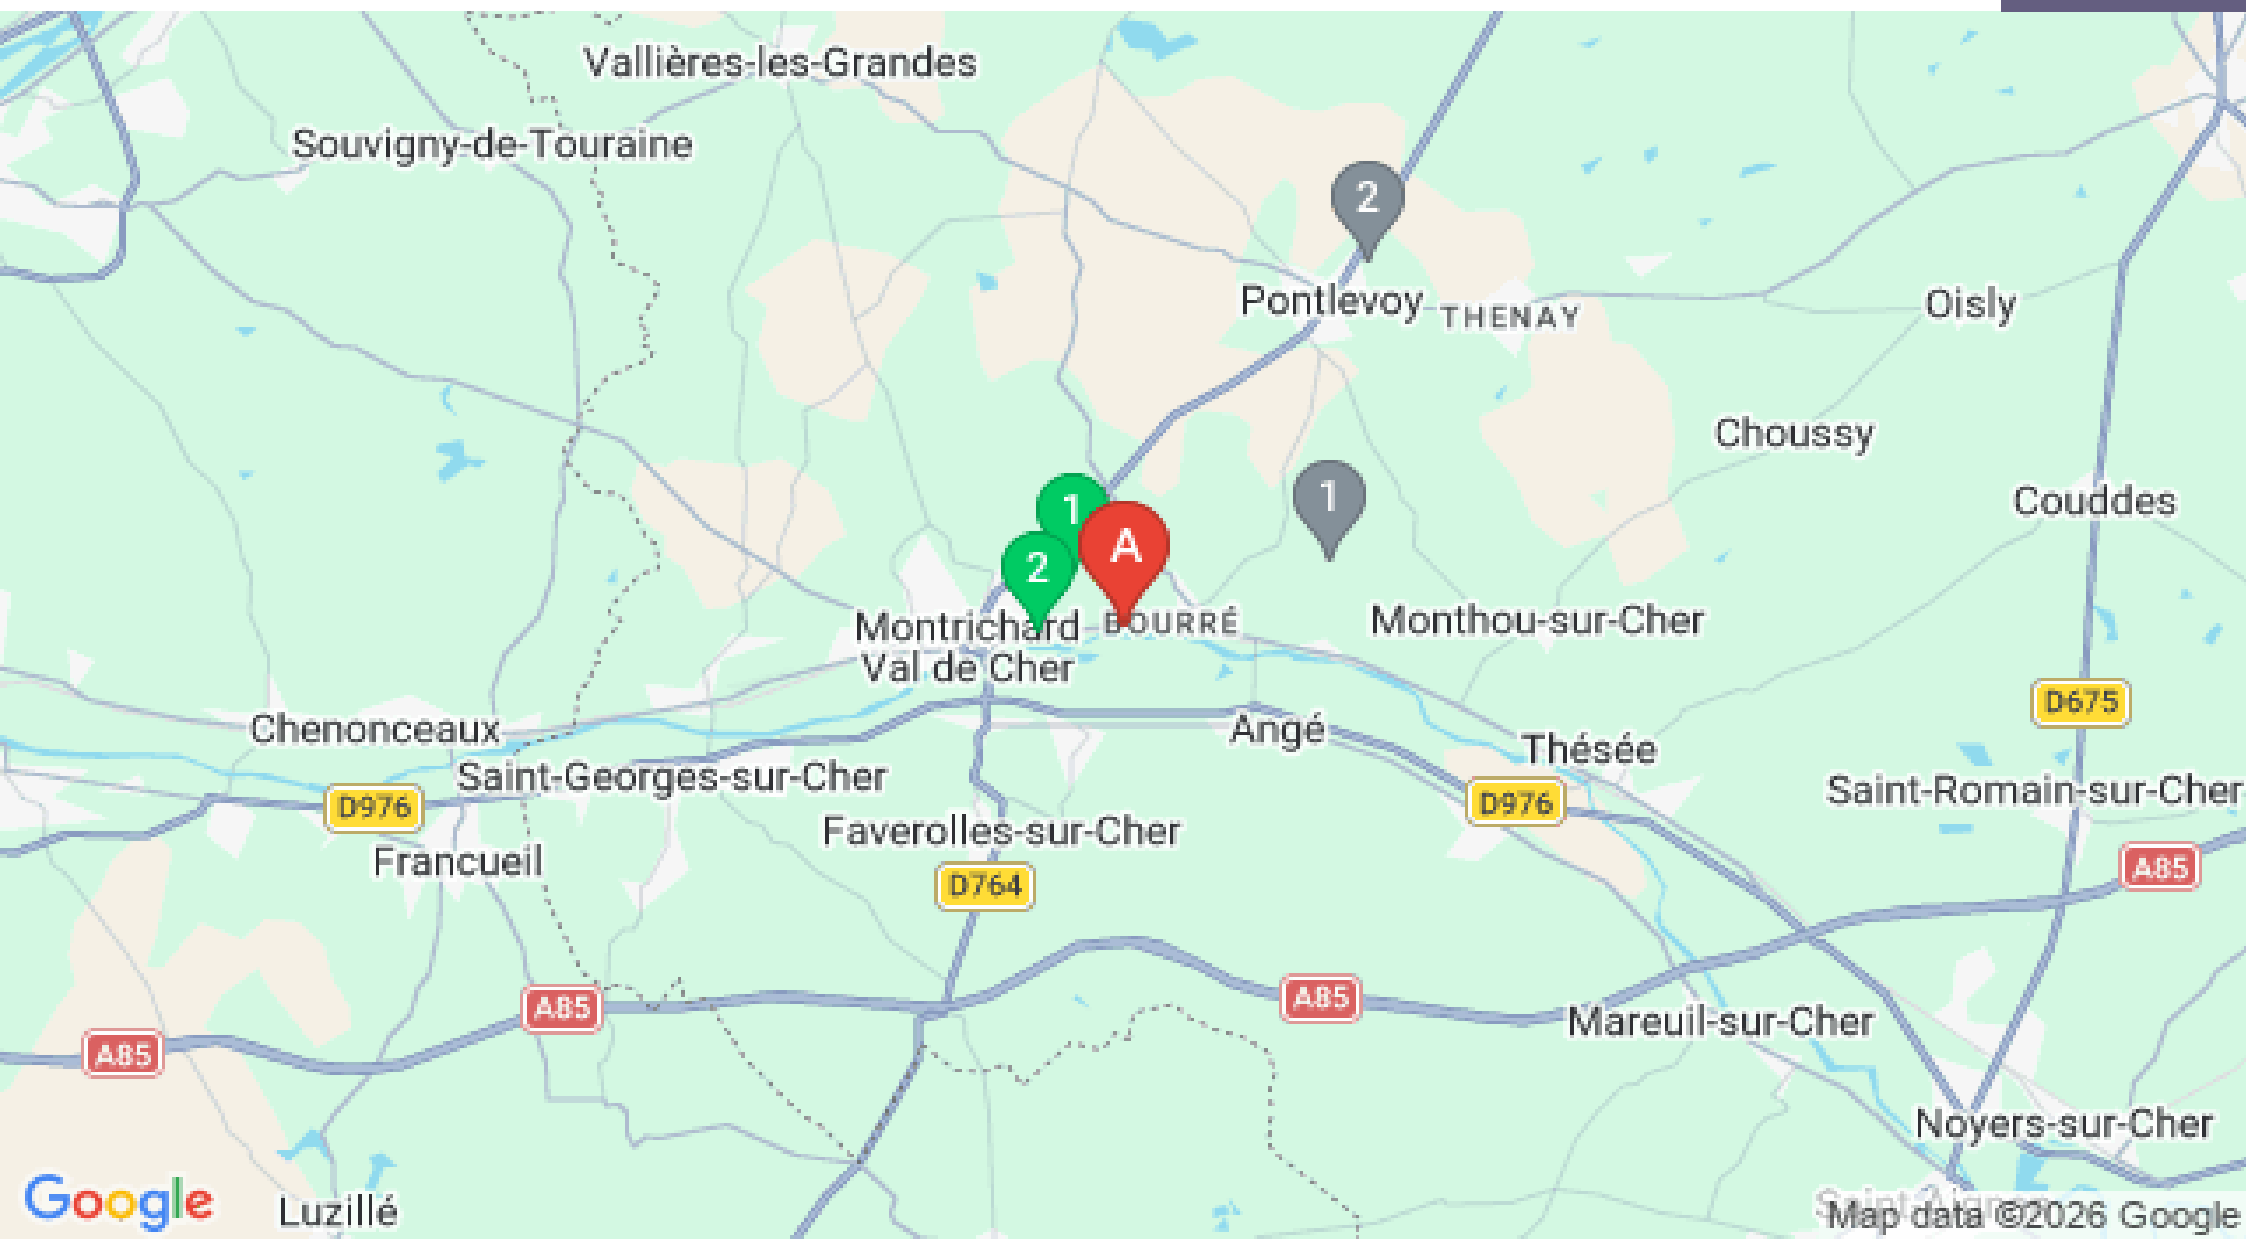 Vallières-les-Grandes
Souvigny-de-Touraine
2
Pontlevoy
THENAY
Oisly
Choussy
Couddes
1
1
A
2
Montrichard
Val de Cher
BOURRÉ
Monthou-sur-Cher
D675
Chenonceaux
Angé
Thésée
Saint-Georges-sur-Cher
D976
D976
Saint-Romain-sur-Cher
Faverolles-sur-Cher
Francueil
D764
A85
A85
A85
A85
Mareuil-sur-Cher
Noyers-sur-Cher
Google
Luzillé
Saint-Aignan
Map data ©2026 Google